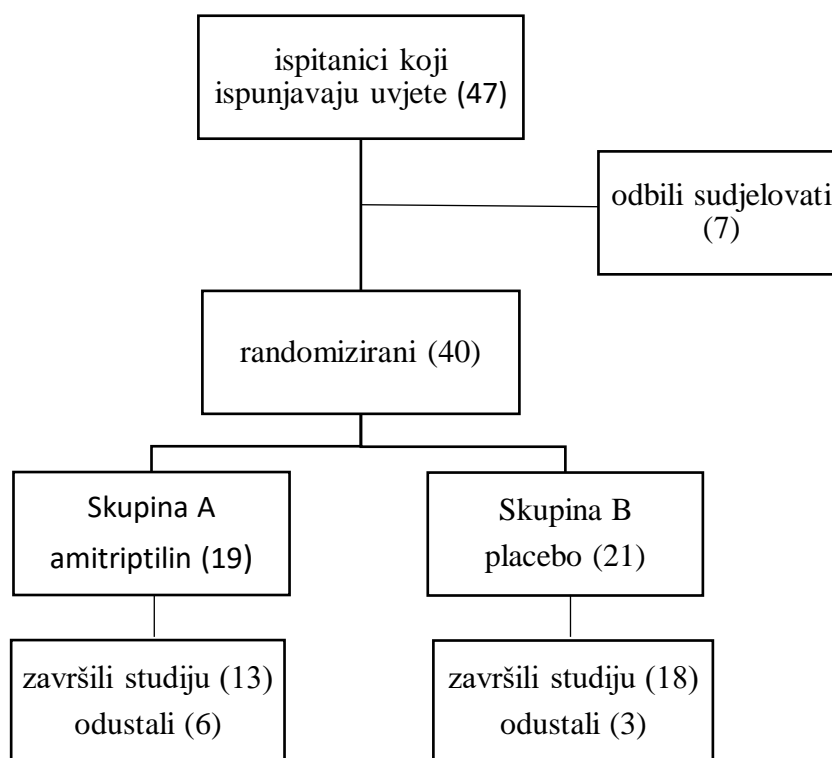 ispitanici koji
ispunjavaju uvjete (47)
odbili sudjelovati
(7)
randomizirani (40)
Skupina A
amitriptilin (19)
Skupina B
placebo (21)
završili studiju (13)
odustali (6)
završili studiju (18)
odustali (3)